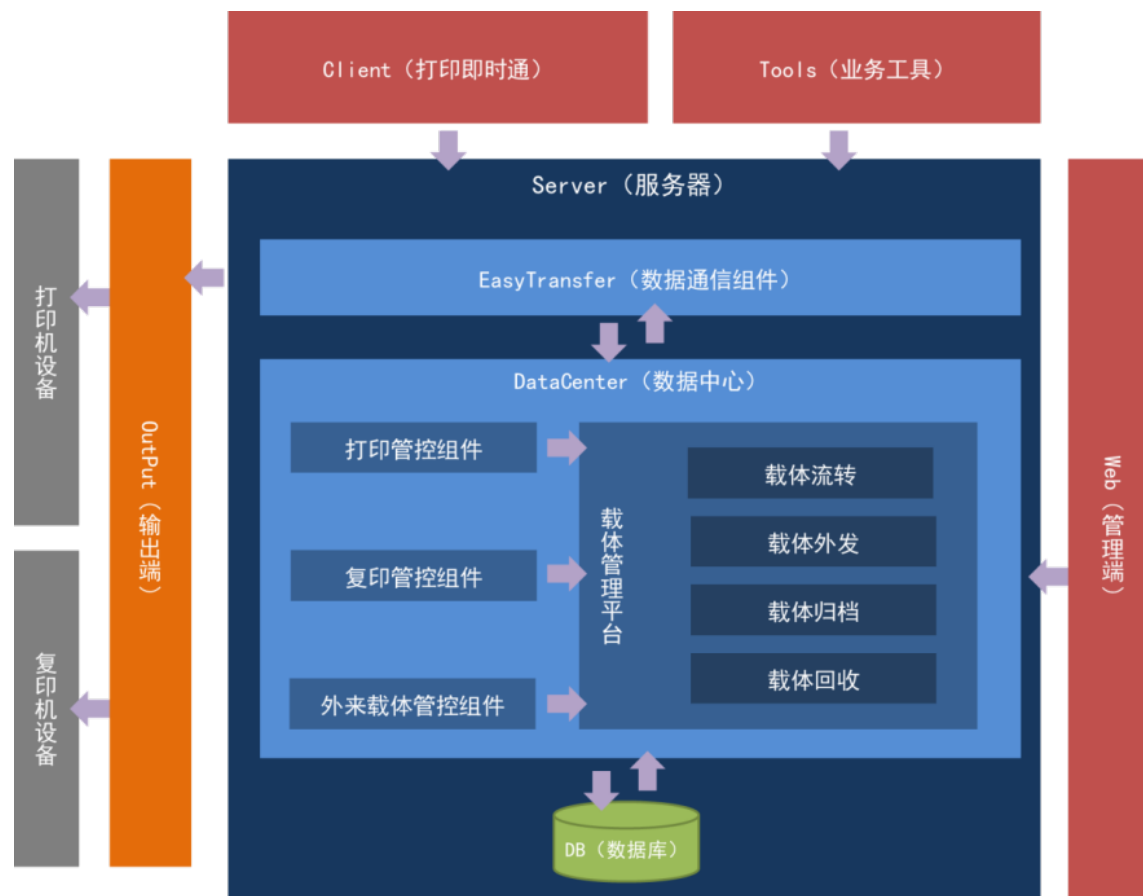 Client（打印即时通）
Tools（业务工具）
Server（服务器）
EasyTransfer（数据通信组件）
DataCenter（数据中心）
打印管控组件
复印管控组件
外来载体管控组件
载体管理平台
载体流转
载体外发
载体归档
载体回收
DB（数据库）
打印机设备
复印机设备
OutPut（输出端）
Web（管理端）